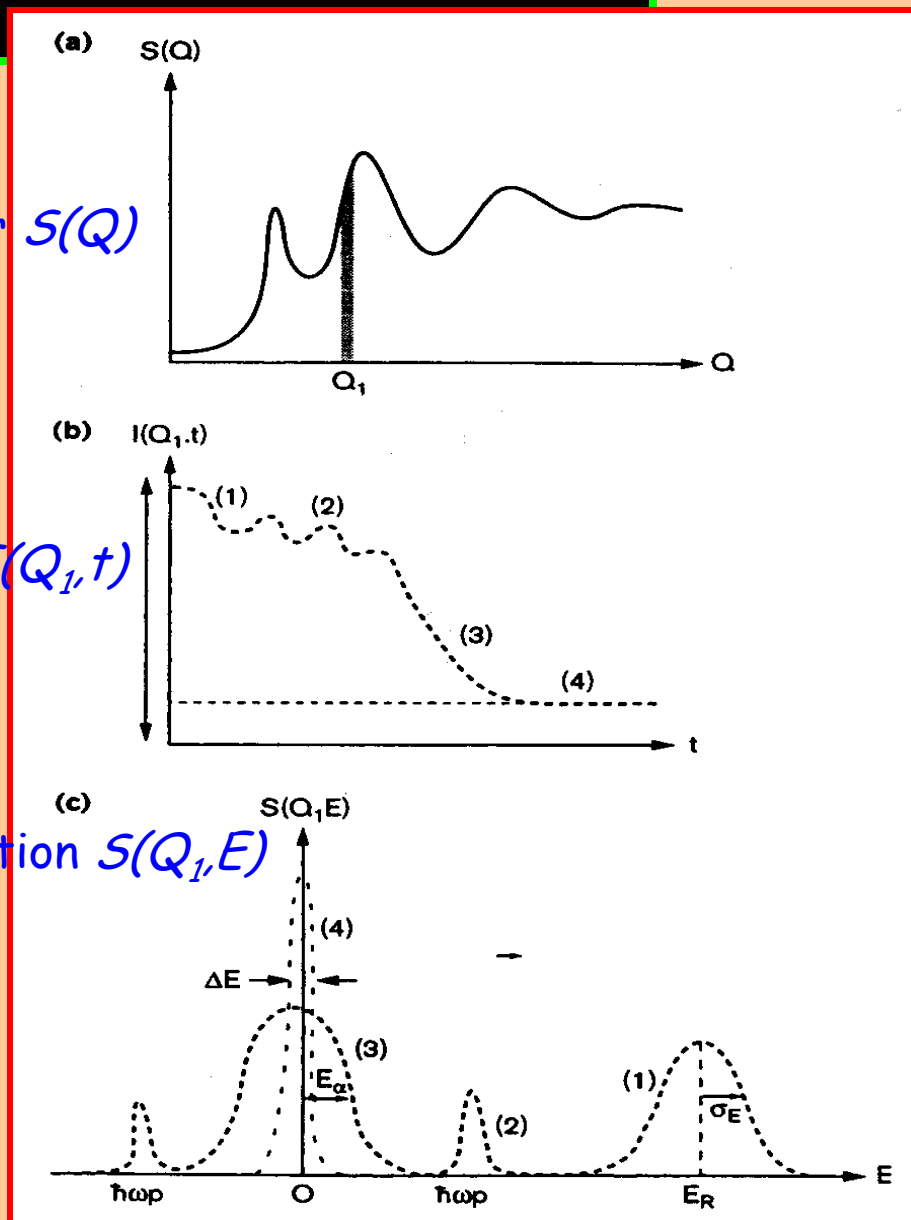 (a)
S(Q)
S(Q)
Q
Q₁
(b)
I(Q₁.t)
(1)
(2)
(Q₁,t)
(3)
(4)
t
(c)
S(Q₁E)
tion S(Q₁,E)
(4)
ΔE
(3)
Eα
(1)
σE
(2)
E
ħωp
O
ħωp
ER